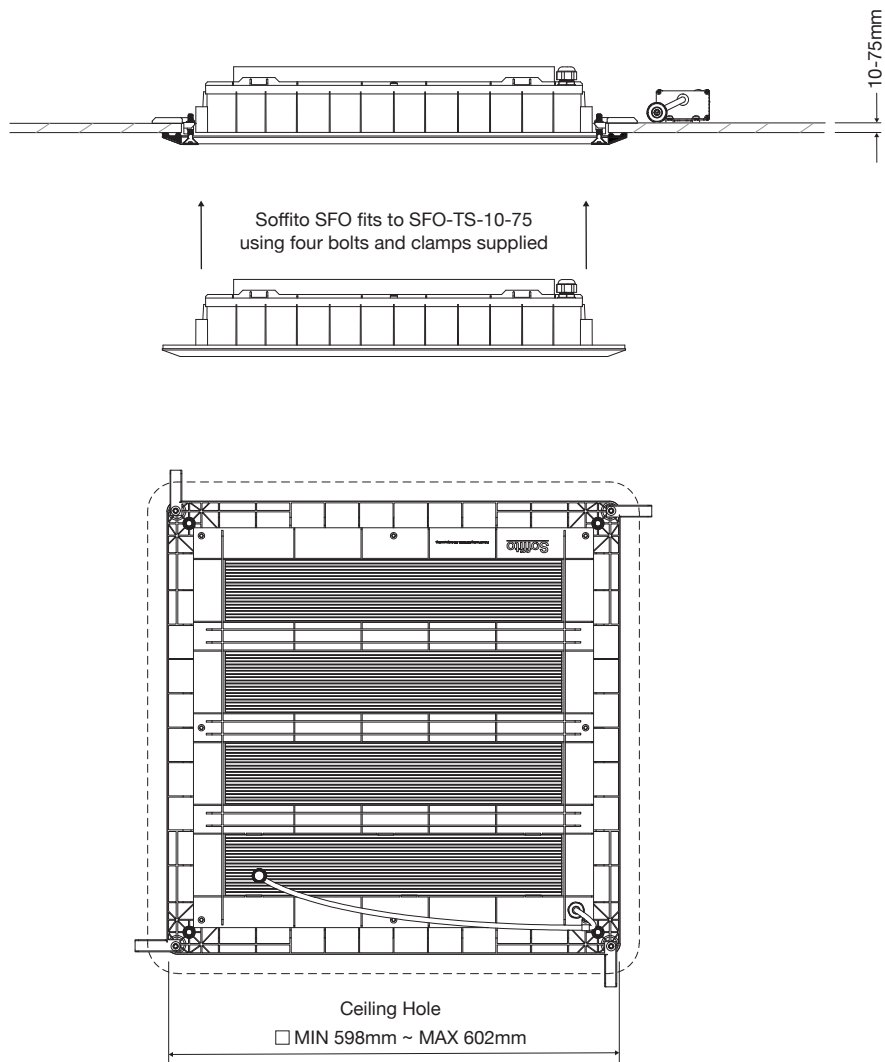 10-75mm
Soffito SFO fits to SFO-TS-10-75
using four bolts and clamps supplied
Soffito
Ceiling Hole
□ MIN 598mm ~ MAX 602mm